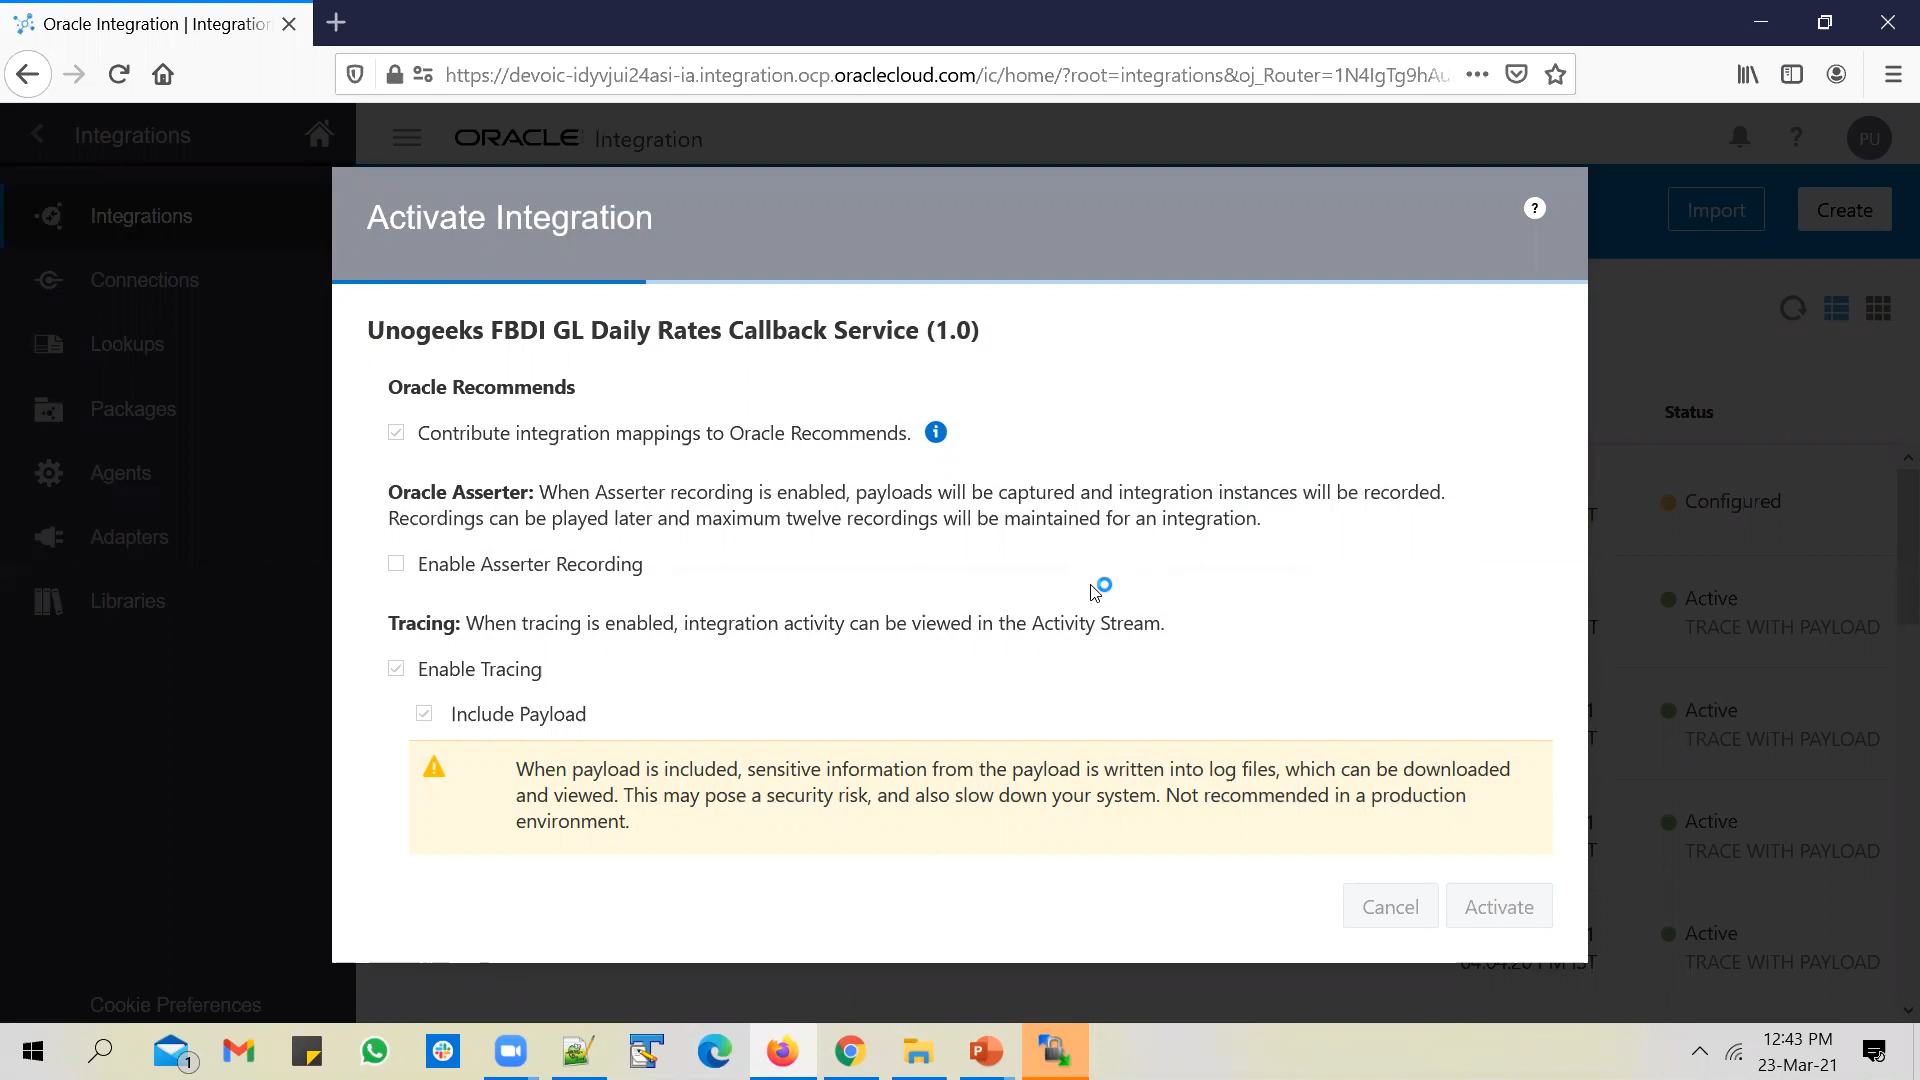 Oracle Integration | Integration
https://devoic-idyvjui24asi-ia.integration.ocp.oraclecloud.com/ic/home/?root=integrations&oj_Router=1N4IgTg9hAu
Integrations
ORACLE Integration
PU
Integrations
Connections
Lookups
Packages
Agents
Adapters
Libraries
Cookie Preferences
Import
Create
Activate Integration
?
Unogeeks FBDI GL Daily Rates Callback Service (1.0)
Oracle Recommends
Contribute integration mappings to Oracle Recommends.
Oracle Asserter: When Asserter recording is enabled, payloads will be captured and integration instances will be recorded.
Recordings can be played later and maximum twelve recordings will be maintained for an integration.
Enable Asserter Recording
Tracing: When tracing is enabled, integration activity can be viewed in the Activity Stream.
Enable Tracing
Include Payload
When payload is included, sensitive information from the payload is written into log files, which can be downloaded
and viewed. This may pose a security risk, and also slow down your system. Not recommended in a production
environment.
Cancel
Activate
Status
Configured
Active
TRACE WITH PAYLOAD
Active
TRACE WITH PAYLOAD
Active
TRACE WITH PAYLOAD
Active
TRACE WITH PAYLOAD
1
12:43 PM
23-Mar-21